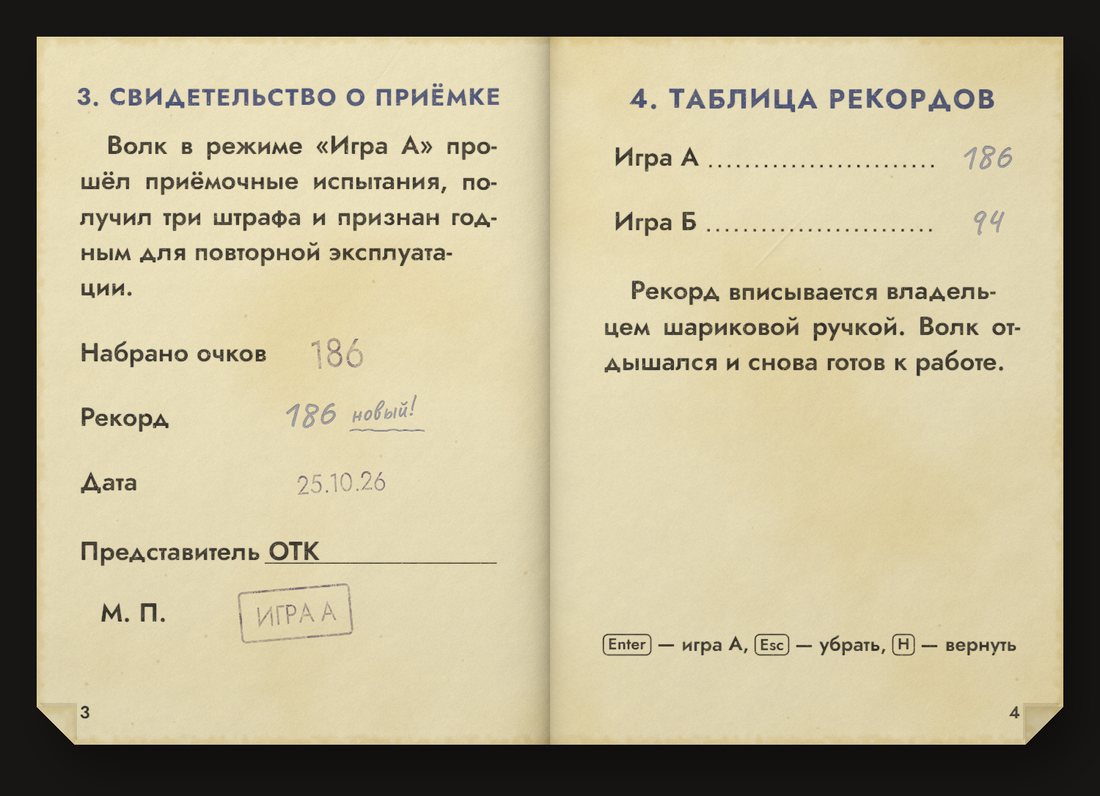 3. СВИДЕТЕЛЬСТВО О ПРИЁМКЕ
Волк в режиме «Игра А» про-
шёл приёмочные испытания, по-
лучил три штрафа и признан год-
ным для повторной эксплуата-
ции.
Набрано очков 186
Рекорд 186 новый!
Дата 25.10.26
Представитель ОТК
М. П. ИГРА А
3
4. ТАБЛИЦА РЕКОРДОВ
Игра А ........................ 186
Игра Б ........................ 94
Рекорд вписывается владель-
цем шариковой ручкой. Волк от-
дышался и снова готов к работе.
Enter — игра А, Esc — убрать, H — вернуть
4